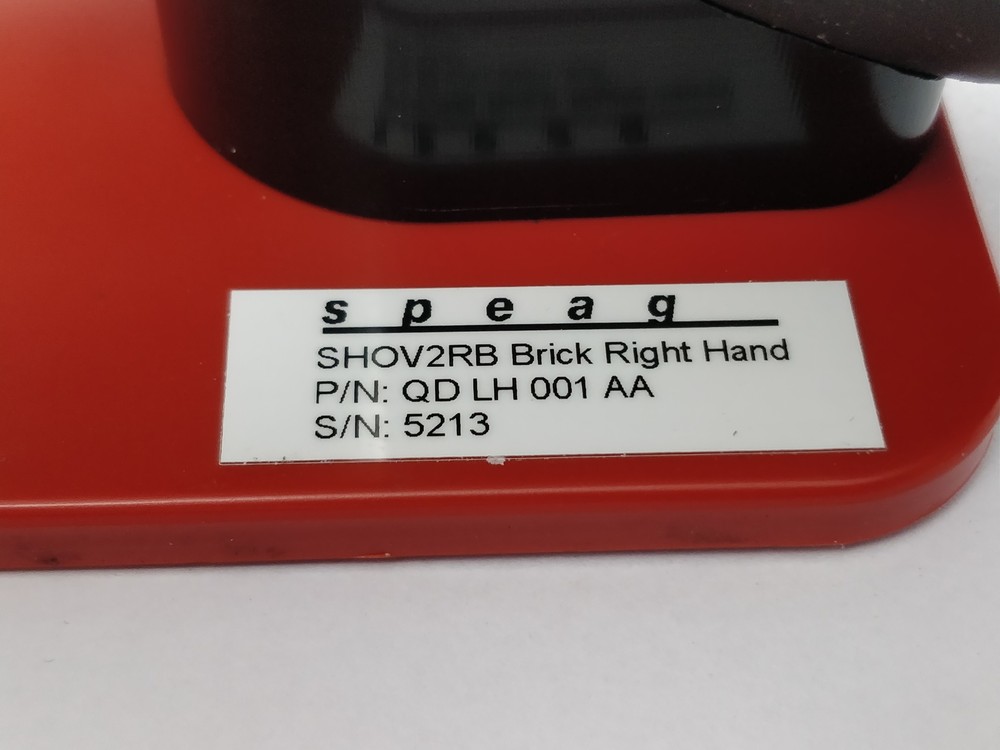 speag
SHOV2RB Brick Right Hand
P/N: QD LH 001 AA
S/N: 5213